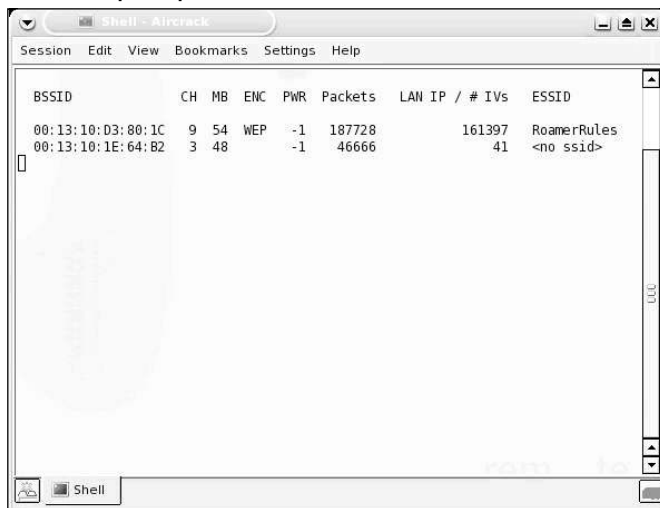 Shell - Aircrack
Session Edit View Bookmarks Settings Help
BSSID CH MB ENC PWR Packets LAN IP / # IVs ESSID
00:13:10:D3:80:1C 9 54 WEP -1 187728 161397 RoamerRules
00:13:10:1E:64:B2 3 48 -1 46666 41 <no ssid>
Shell